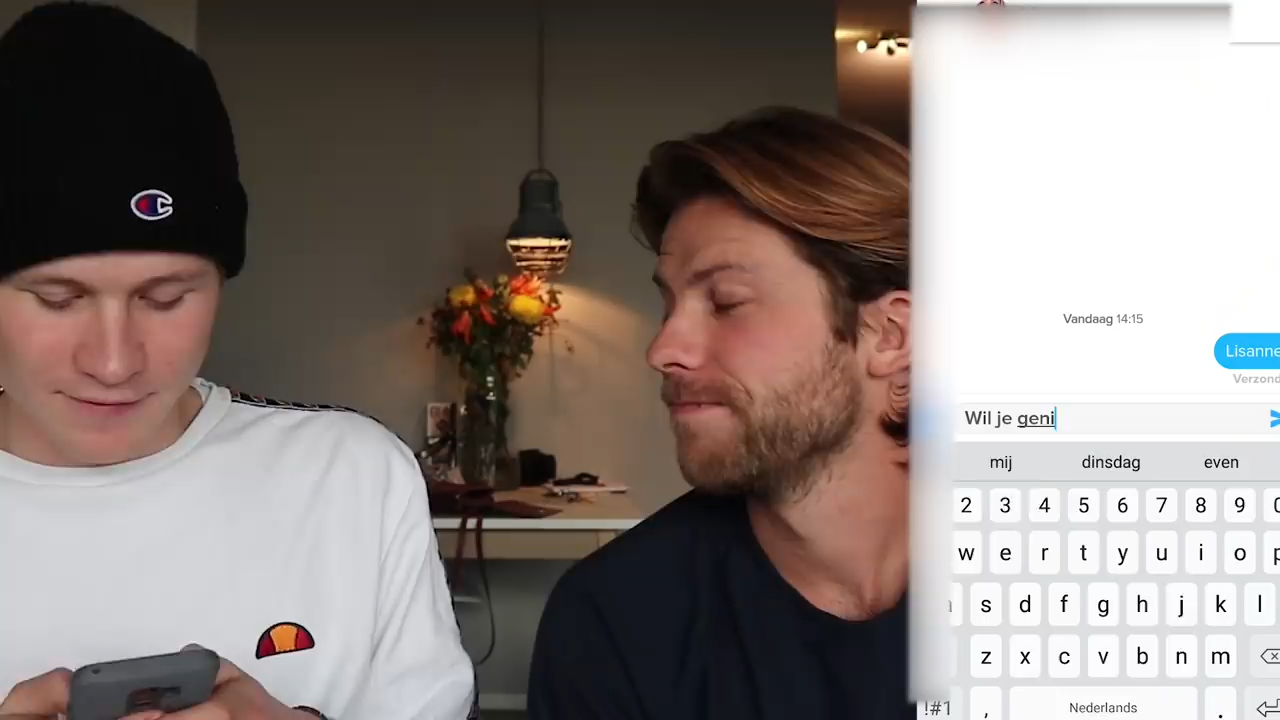 Vandaag 14:15
Lisanne
Verzond
Wil je geni
mij dinsdag even
2 3 4 5 6 7 8 9 0
w e r t y u i o p
s d f g h j k l
z x c v b n m
!#1 , Nederlands .